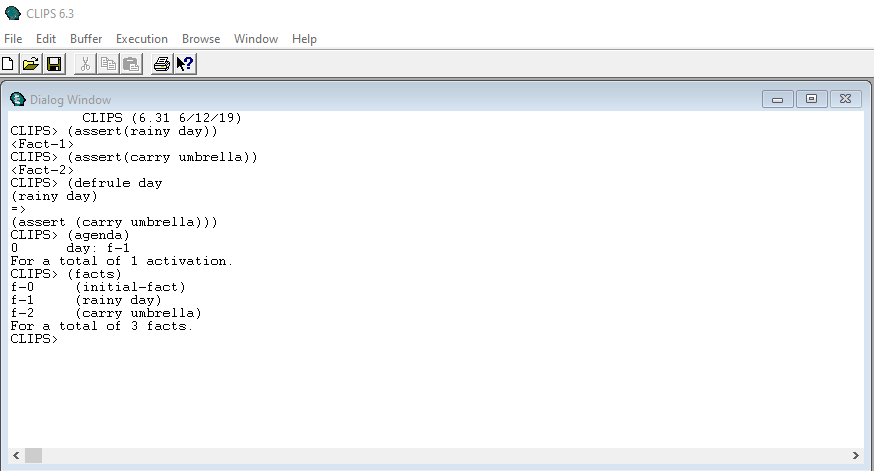 CLIPS 6.3
File Edit Buffer Execution Browse Window Help
Dialog Window
CLIPS (6.31 6/12/19)
CLIPS> (assert(rainy day))
<Fact-1>
CLIPS> (assert(carry umbrella))
<Fact-2>
CLIPS> (defrule day
(rainy day)
=>
(assert (carry umbrella)))
CLIPS> (agenda)
0      day: f-1
For a total of 1 activation.
CLIPS> (facts)
f-0     (initial-fact)
f-1     (rainy day)
f-2     (carry umbrella)
For a total of 3 facts.
CLIPS>